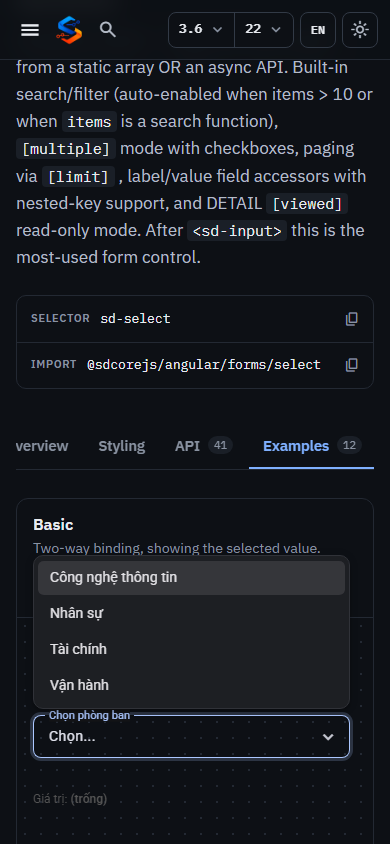 3.6
22
EN
from a static array OR an async API. Built-in
search/filter (auto-enabled when items > 10 or
when items is a search function),
[multiple] mode with checkboxes, paging
via [limit] , label/value field accessors with
nested-key support, and DETAIL [viewed]
read-only mode. After <sd-input> this is the
most-used form control.
SELECTOR sd-select
IMPORT @sdcorejs/angular/forms/select
verview
Styling
API 41
Examples 12
Basic
Two-way binding, showing the selected value.
Công nghệ thông tin
Nhân sự
Tài chính
Vận hành
Chọn phòng ban
Chọn...
Giá trị: (trống)